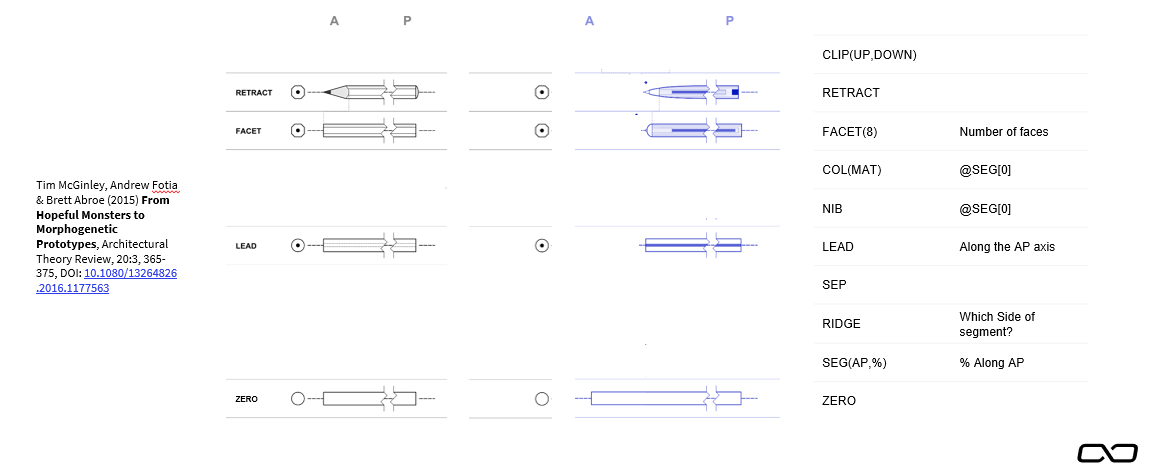 A P
A P
CLIP(UP,DOWN)
RETRACT
RETRACT
FACET
FACET(8) Number of faces
COL(MAT) @SEG[0]
Tim McGinley, Andrew Fotia
& Brett Abroe (2015) From
Hopeful Monsters to
Morphogenetic
Prototypes, Architectural
Theory Review, 20:3, 365-
375, DOI: 10.1080/13264826
.2016.1177563
NIB @SEG[0]
LEAD
LEAD Along the AP axis
SEP
RIDGE Which Side of
segment?
SEG(AP,%) % Along AP
ZERO
ZERO